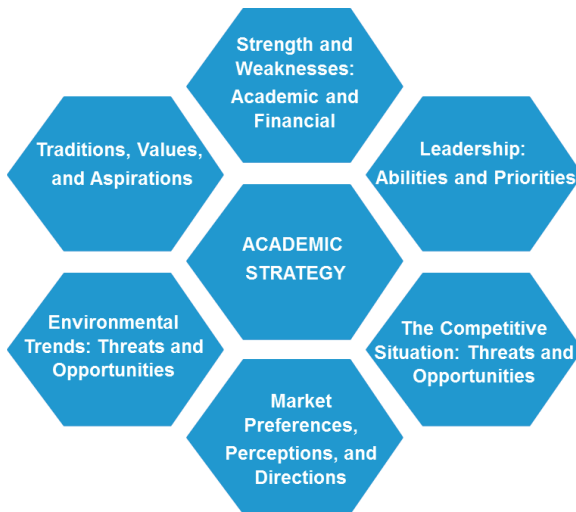 Strength and
Weaknesses:
Academic and
Financial
Traditions, Values,
and Aspirations
Leadership:
Abilities and Priorities
ACADEMIC
STRATEGY
Environmental
Trends: Threats and
Opportunities
The Competitive
Situation: Threats and
Opportunities
Market
Preferences,
Perceptions, and
Directions